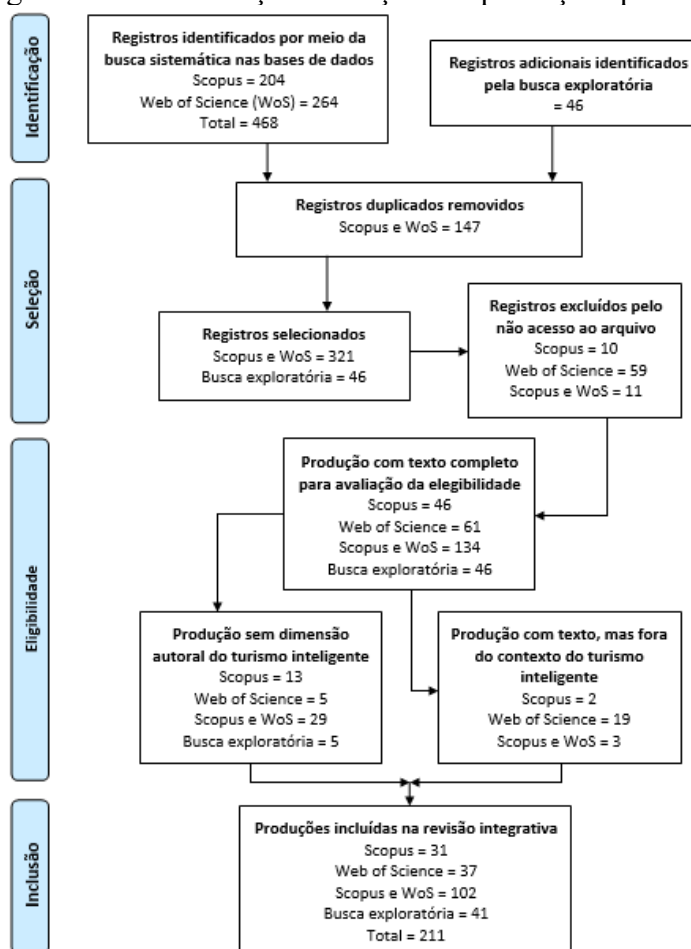 Identificação
Registros identificados por meio da
busca sistemática nas bases de dados
Scopus = 204
Web of Science (WoS) = 264
Total = 468
Registros adicionais identificados
pela busca exploratória
= 46
Seleção
Registros duplicados removidos
Scopus e WoS = 147
Registros selecionados
Scopus e WoS = 321
Busca exploratória = 46
Registros excluídos pelo
não acesso ao arquivo
Scopus = 10
Web of Science = 59
Scopus e WoS = 11
Eligibilidade
Produção com texto completo
para avaliação da elegibilidade
Scopus = 46
Web of Science = 61
Scopus e WoS = 134
Busca exploratória = 46
Produção sem dimensão
autoral do turismo inteligente
Scopus = 13
Web of Science = 5
Scopus e WoS = 29
Busca exploratória = 5
Produção com texto, mas fora
do contexto do turismo
inteligente
Scopus = 2
Web of Science = 19
Scopus e WoS = 3
Inclusão
Produções incluídas na revisão integrativa
Scopus = 31
Web of Science = 37
Scopus e WoS = 102
Busca exploratória = 41
Total = 211